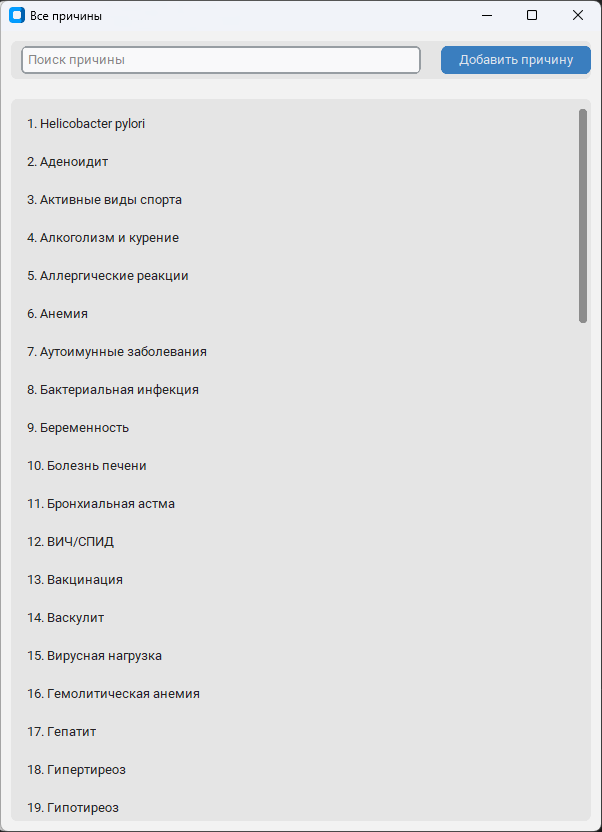 Все причины
Поиск причины
Добавить причину
1. Helicobacter pylori
2. Аденоидит
3. Активные виды спорта
4. Алкоголизм и курение
5. Аллергические реакции
6. Анемия
7. Аутоимунные заболевания
8. Бактериальная инфекция
9. Беременность
10. Болезнь печени
11. Бронхиальная астма
12. ВИЧ/СПИД
13. Вакцинация
14. Васкулит
15. Вирусная нагрузка
16. Гемолитическая анемия
17. Гепатит
18. Гипертиреоз
19. Гипотиреоз